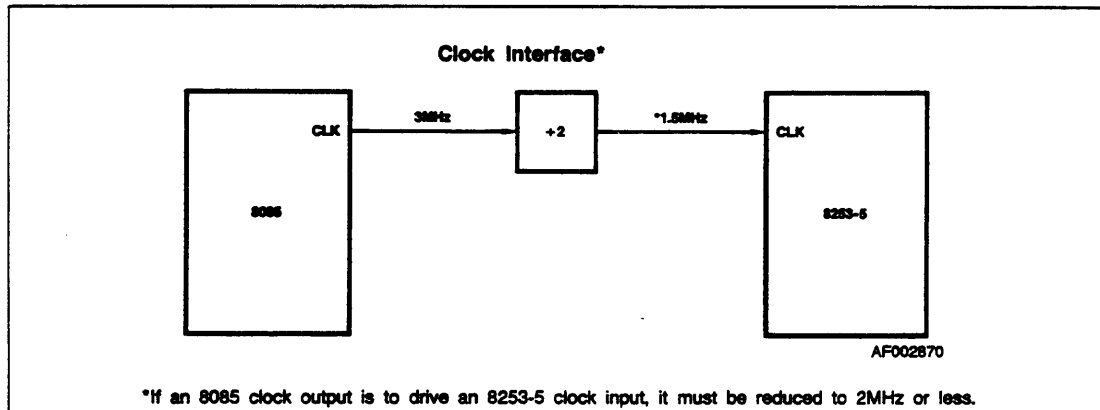 Clock Interface*
CLK
3MHz
÷2
*1.5MHz
CLK
8085
8253-5
AF002870
*If an 8085 clock output is to drive an 8253-5 clock input, it must be reduced to 2MHz or less.